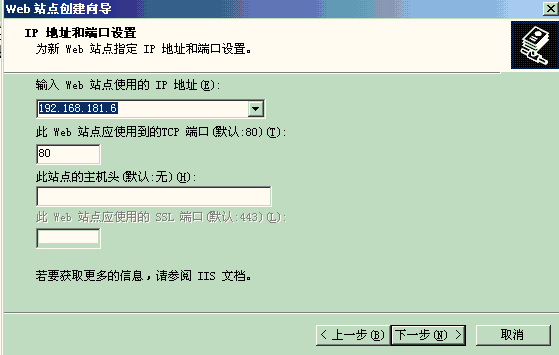 Web 站点创建向导
IP 地址和端口设置
为新 Web 站点指定 IP 地址和端口设置。
输入 Web 站点使用的 IP 地址(E):
192.168.181.6
此 Web 站点应使用到的TCP 端口(默认:80)(T):
80
此站点的主机头(默认:无)(H):
此 Web 站点应使用的 SSL 端口(默认:443)(L):
若要获取更多的信息，请参阅 IIS 文档。
< 上一步(B) 下一步(N) > 取消